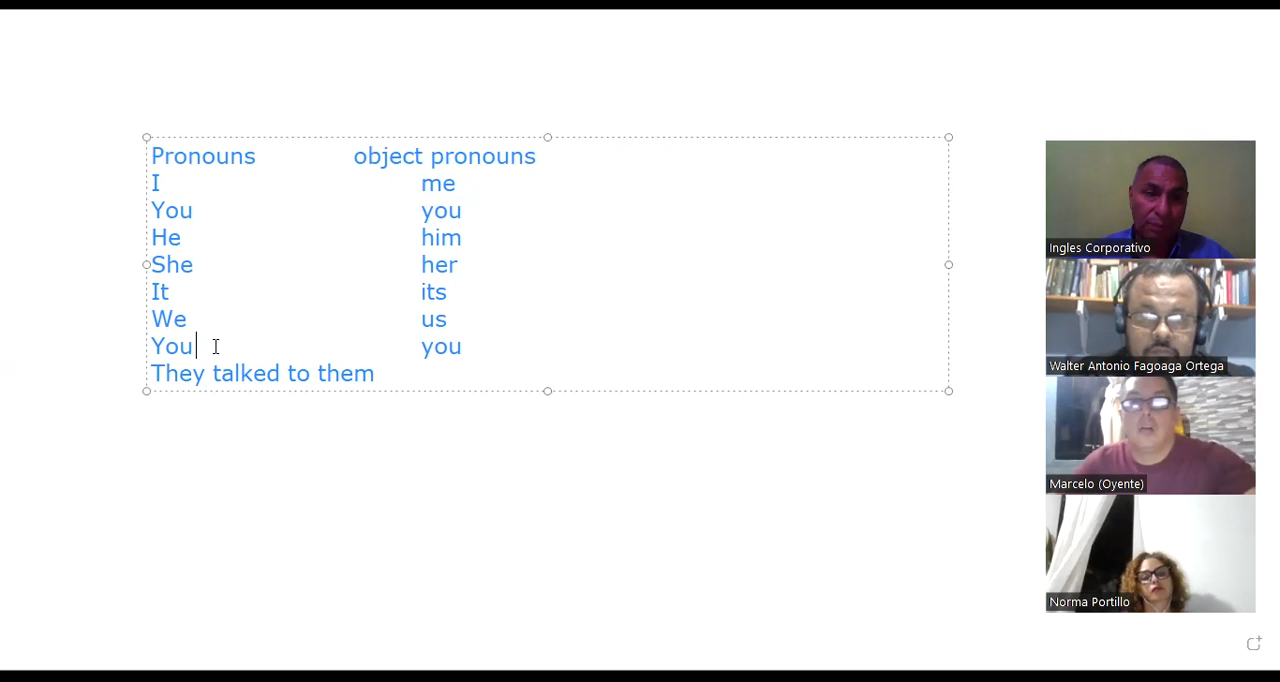 Pronouns object pronouns
I me
You you
He him
She her
It its
We us
You you
They talked to them
Ingles Corporativo
Walter Antonio Fagoaga Ortega
Marcelo (Oyente)
Norma Portillo